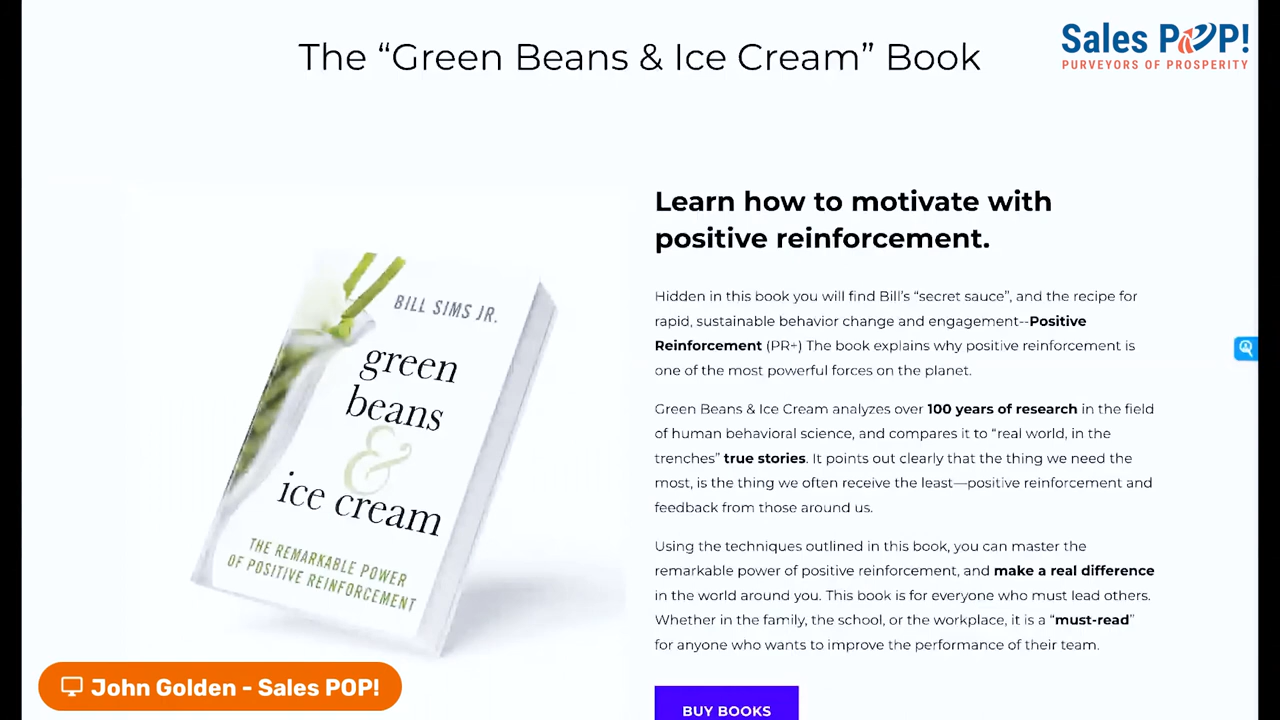 The “Green Beans & Ice Cream” Book
Sales POP!
PURVEYORS OF PROSPERITY
BILL SIMS JR.
green
beans
&
ice cream
THE REMARKABLE POWER
OF POSITIVE REINFORCEMENT
Learn how to motivate with
positive reinforcement.
Hidden in this book you will find Bill’s “secret sauce”, and the recipe for
rapid, sustainable behavior change and engagement--Positive
Reinforcement (PR+) The book explains why positive reinforcement is
one of the most powerful forces on the planet.
Green Beans & Ice Cream analyzes over 100 years of research in the field
of human behavioral science, and compares it to “real world, in the
trenches” true stories. It points out clearly that the thing we need the
most, is the thing we often receive the least—positive reinforcement and
feedback from those around us.
Using the techniques outlined in this book, you can master the
remarkable power of positive reinforcement, and make a real difference
in the world around you. This book is for everyone who must lead others.
Whether in the family, the school, or the workplace, it is a “must-read”
for anyone who wants to improve the performance of their team.
BUY BOOKS
John Golden - Sales POP!